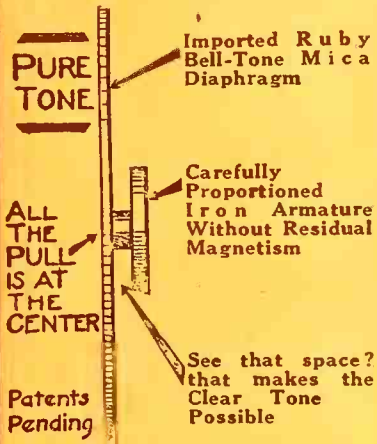 PURE
TONE
Imported Ruby
Bell-Tone Mica
Diaphragm
Carefully
Proportioned
Iron Armature
Without Residual
Magnetism
ALL
THE
PULL
IS AT
THE
CENTER
See that space?
that makes the
Clear Tone
Possible
Patents
Pending